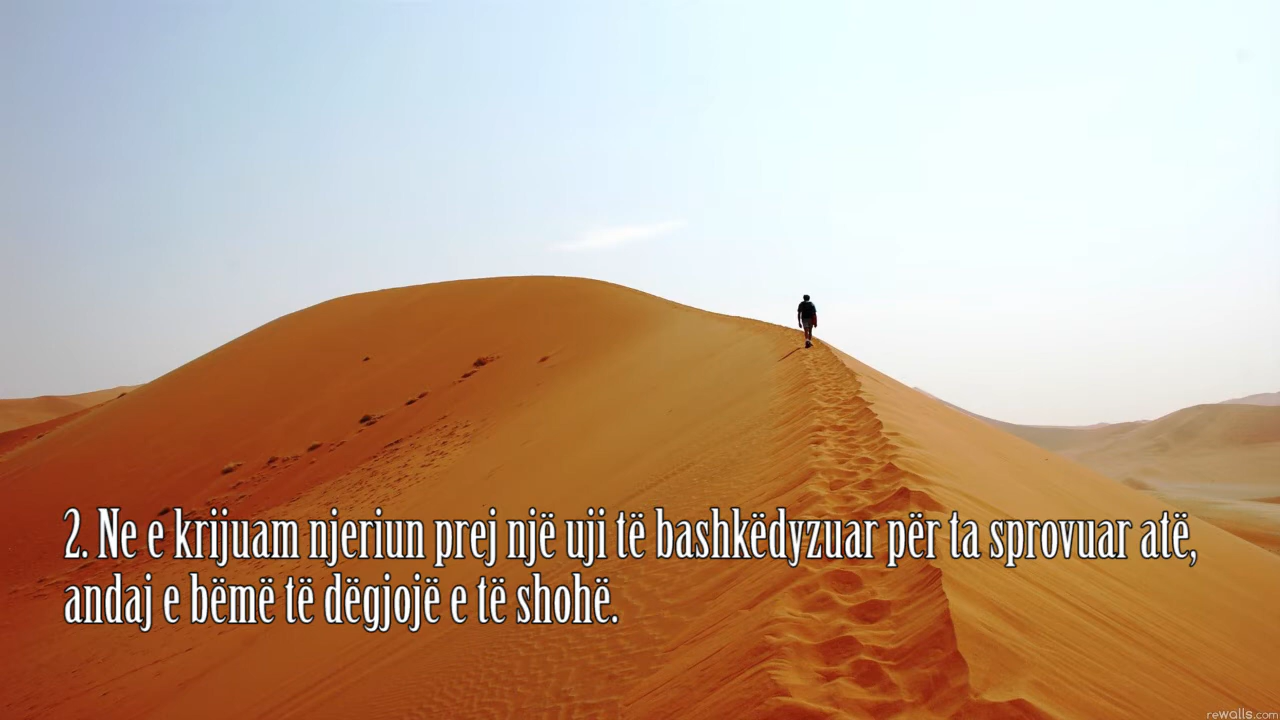 2. Ne e krijuam njeriun prej një uji të bashkëdyzuar për ta sprovuar atë,
andaj e bëmë të dëgjojë e të shohë.
rewalls.com